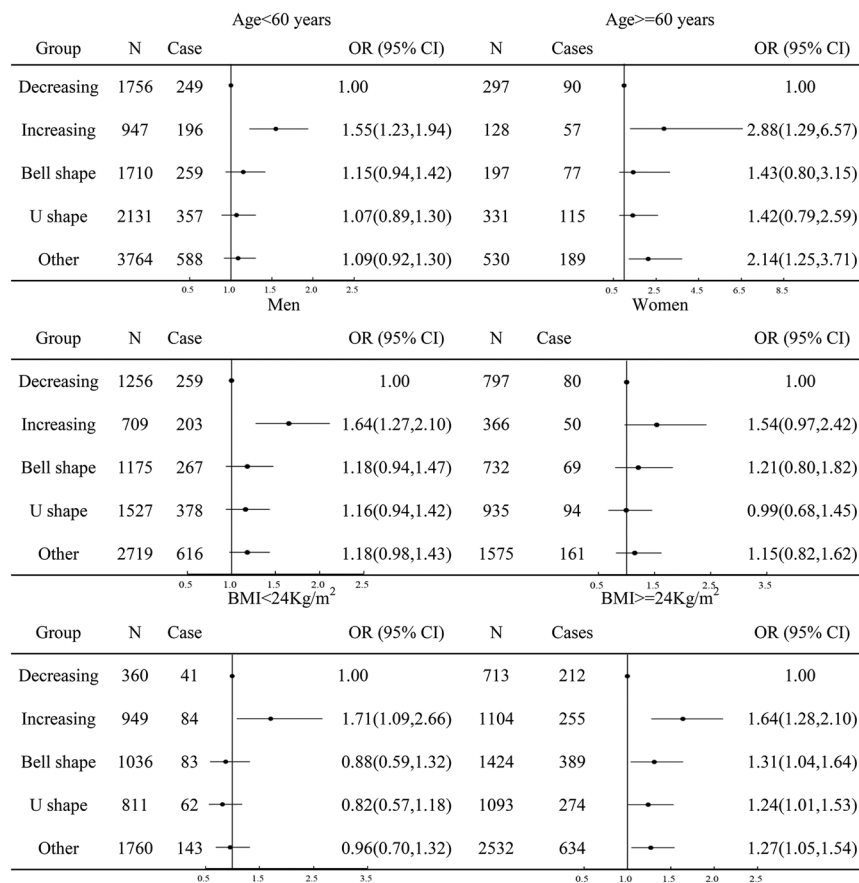 Age<60 years Age>=60 years
Group N Case OR (95% CI) N Cases OR (95% CI)
Decreasing 1756 249 1.00 297 90 1.00
Increasing 947 196 1.55(1.23,1.94) 128 57 2.88(1.29,6.57)
Bell shape 1710 259 1.15(0.94,1.42) 197 77 1.43(0.80,3.15)
U shape 2131 357 1.07(0.89,1.30) 331 115 1.42(0.79,2.59)
Other 3764 588 1.09(0.92,1.30) 530 189 2.14(1.25,3.71)
0.5 1.0 1.5 2.0 2.5 0.5 2.5 4.5 6.5 8.5
Men Women
Group N Case OR (95% CI) N Case OR (95% CI)
Decreasing 1256 259 1.00 797 80 1.00
Increasing 709 203 1.64(1.27,2.10) 366 50 1.54(0.97,2.42)
Bell shape 1175 267 1.18(0.94,1.47) 732 69 1.21(0.80,1.82)
U shape 1527 378 1.16(0.94,1.42) 935 94 0.99(0.68,1.45)
Other 2719 616 1.18(0.98,1.43) 1575 161 1.15(0.82,1.62)
0.5 1.0 1.5 2.0 2.5 0.5 1.5 2.5 3.5
BMI<24Kg/m² BMI>=24Kg/m²
Group N Case OR (95% CI) N Cases OR (95% CI)
Decreasing 360 41 1.00 713 212 1.00
Increasing 949 84 1.71(1.09,2.66) 1104 255 1.64(1.28,2.10)
Bell shape 1036 83 0.88(0.59,1.32) 1424 389 1.31(1.04,1.64)
U shape 811 62 0.82(0.57,1.18) 1093 274 1.24(1.01,1.53)
Other 1760 143 0.96(0.70,1.32) 2532 634 1.27(1.05,1.54)
0.5 1.5 2.5 3.5 0.5 1.0 1.5 2.0 2.5